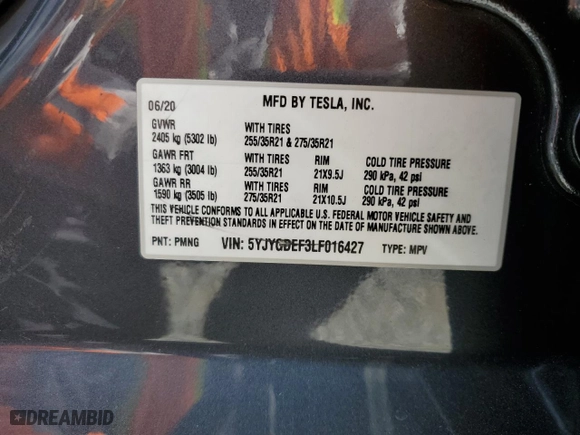 06/20 MFD BY TESLA, INC.
GVWR WITH TIRES
2405 kg (5302 lb) 255/35R21 & 275/35R21
GAWR FRT WITH TIRES RIM COLD TIRE PRESSURE
1363 kg (3004 lb) 255/35R21 21X9.5J 290 kPa, 42 psi
GAWR RR WITH TIRES RIM COLD TIRE PRESSURE
1590 kg (3505 lb) 275/35R21 21X10.5J 290 kPa, 42 psi
THIS VEHICLE CONFORMS TO ALL APPLICABLE U.S. FEDERAL MOTOR VEHICLE SAFETY AND
THEFT PREVENTION STANDARDS IN EFFECT ON THE DATE OF MANUFACTURE SHOWN ABOVE.
PNT: PMNG VIN: 5YJYGDEF3LF016427 TYPE: MPV
DREAMBID